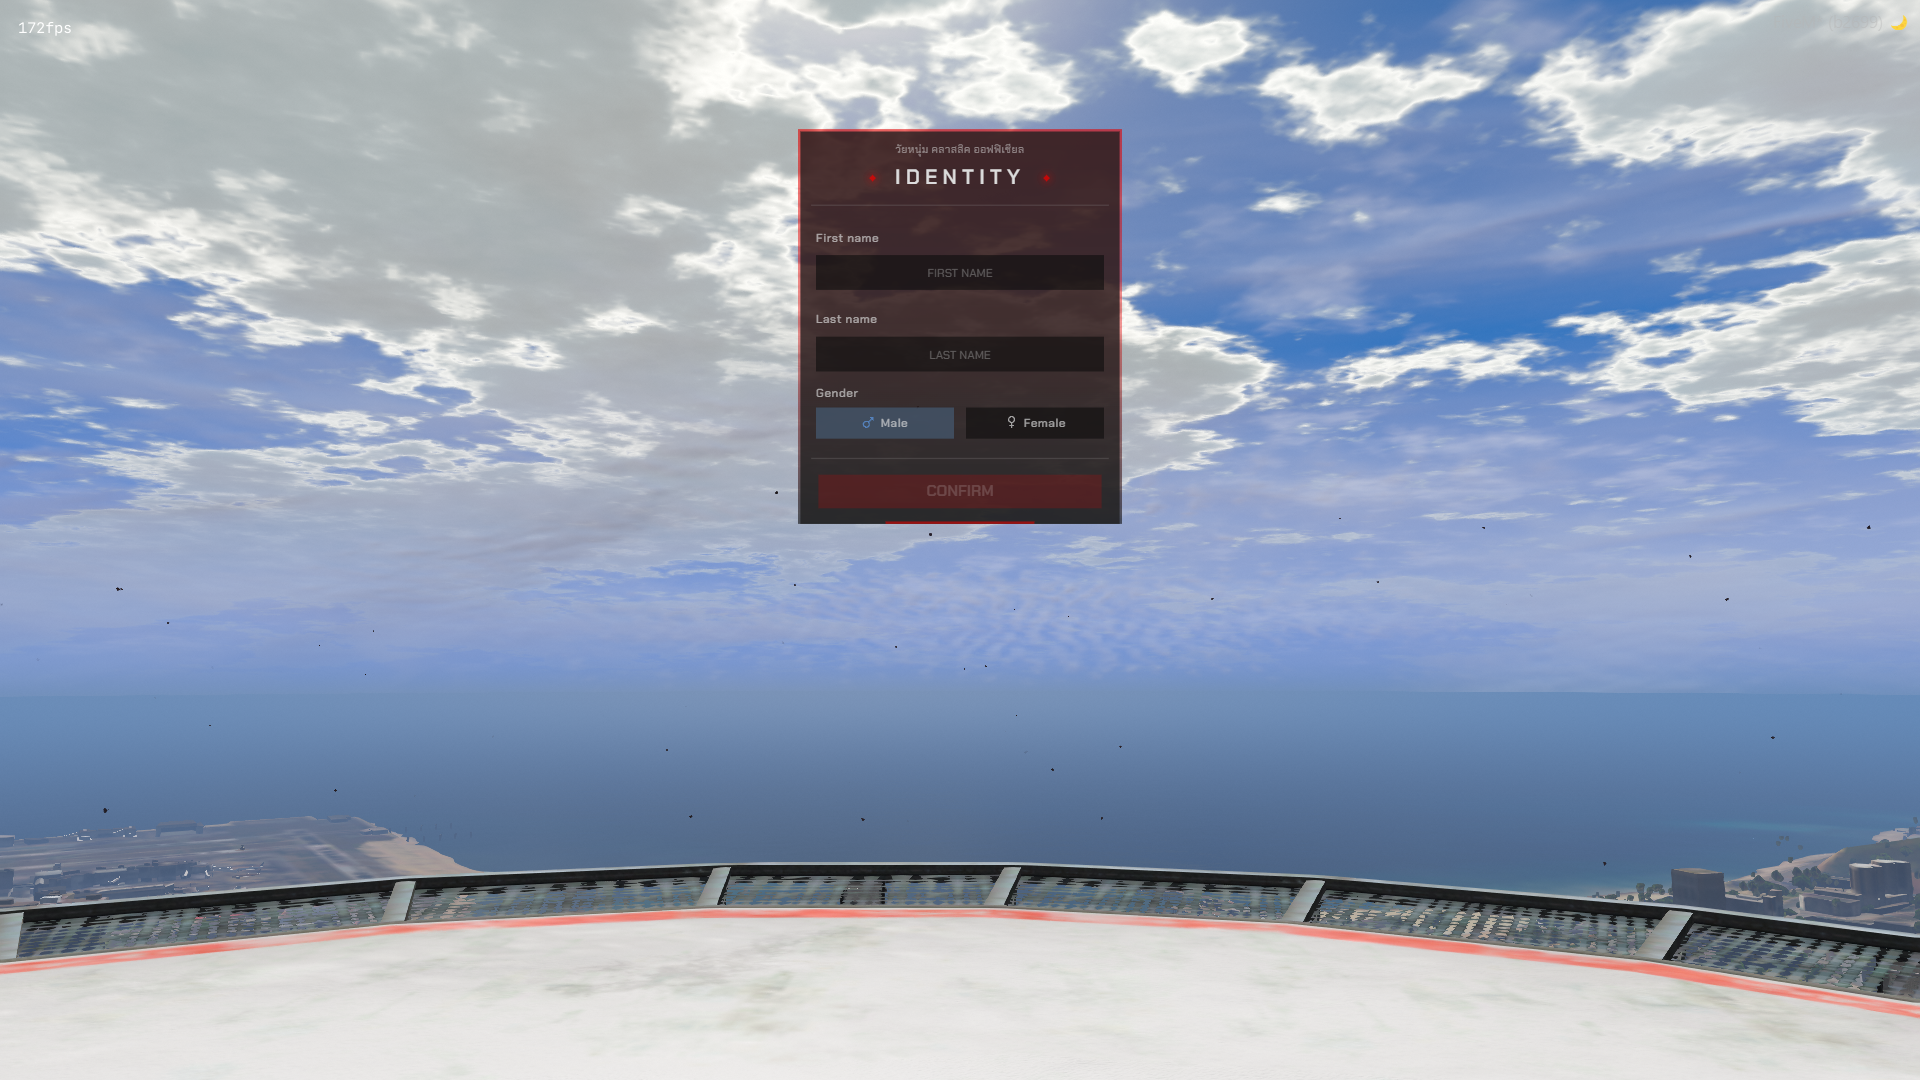 172fps
วัยหนุ่ม คลาสสิค ออฟฟิเชียล
IDENTITY
First name
FIRST NAME
Last name
LAST NAME
Gender
♂ Male
♀ Female
CONFIRM